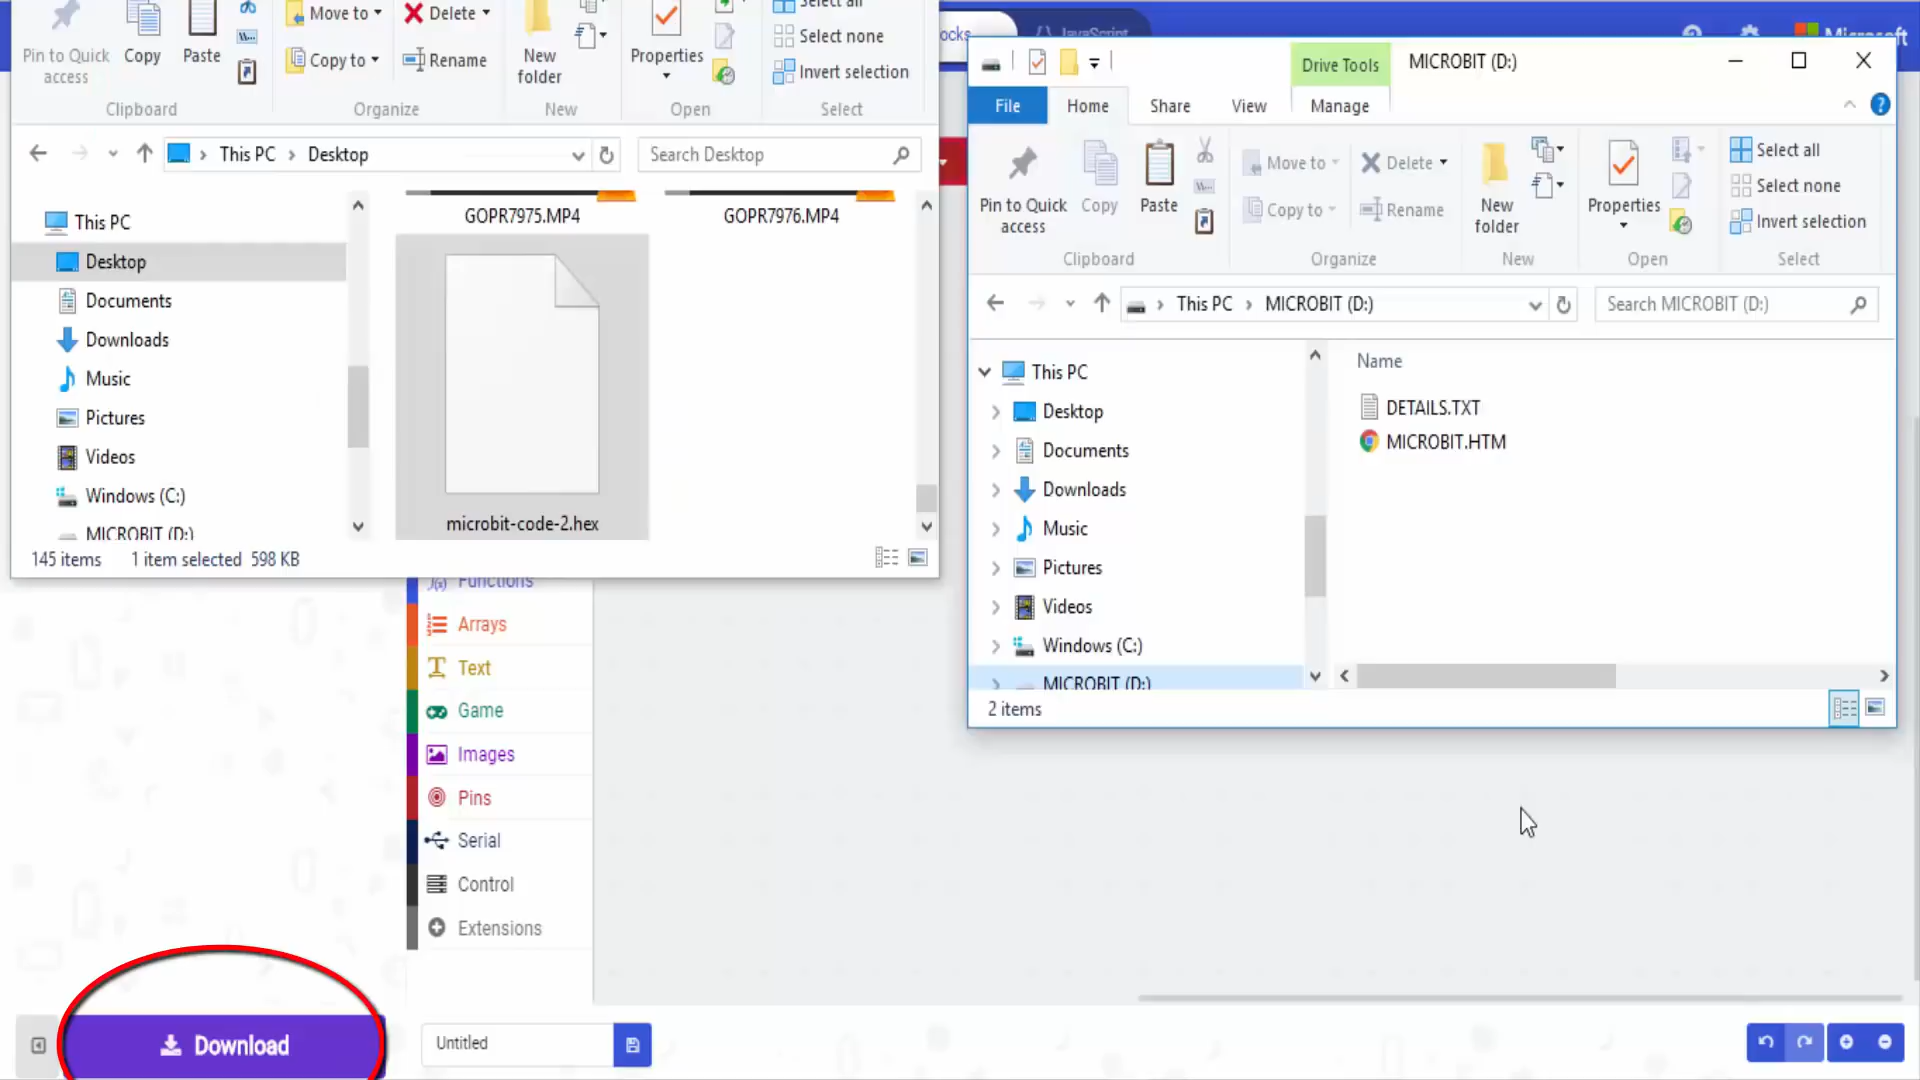 Pin to Quick access
Copy
Paste
Move to
Copy to
Delete
Rename
New folder
Properties
Select all
Select none
Invert selection
Clipboard
Organize
New
Open
Select
This PC > Desktop
Search Desktop
This PC
Desktop
Documents
Downloads
Music
Pictures
Videos
Windows (C:)
MICROBIT (D:)
GOPR7975.MP4
GOPR7976.MP4
microbit-code-2.hex
145 items 1 item selected 598 KB
JavaScript
Microsoft
Drive Tools
MICROBIT (D:)
File
Home
Share
View
Manage
Pin to Quick access
Copy
Paste
Move to
Copy to
Delete
Rename
New folder
Properties
Select all
Select none
Invert selection
Clipboard
Organize
New
Open
Select
This PC > MICROBIT (D:)
Search MICROBIT (D:)
This PC
Desktop
Documents
Downloads
Music
Pictures
Videos
Windows (C:)
MICROBIT (D:)
Name
DETAILS.TXT
MICROBIT.HTM
2 items
Functions
Arrays
Text
Game
Images
Pins
Serial
Control
Extensions
Download
Untitled